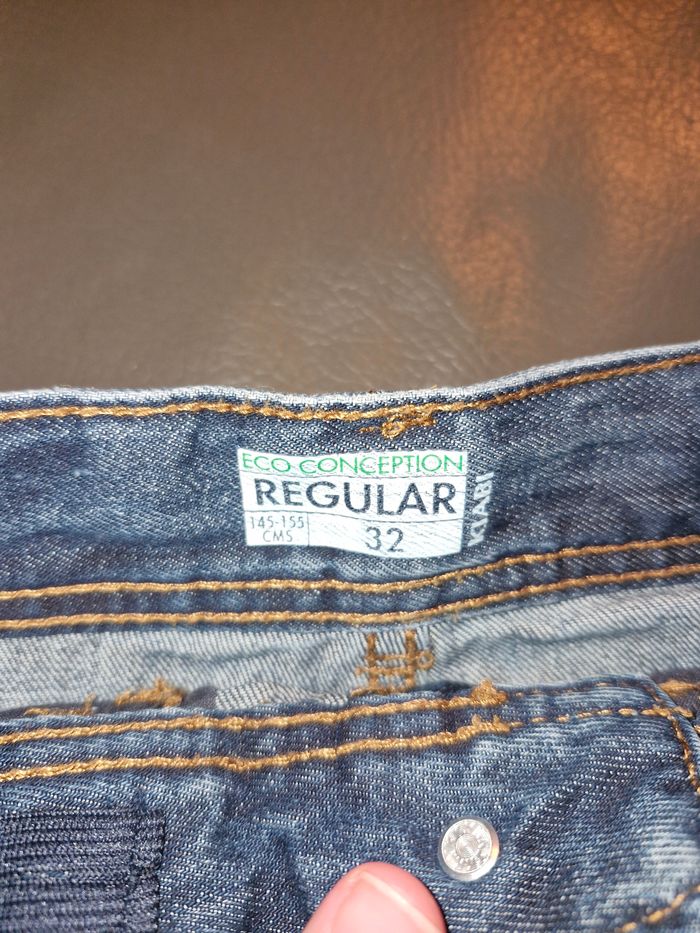 ECO CONCEPTION
REGULAR
145-155
CMS
32
KIABI